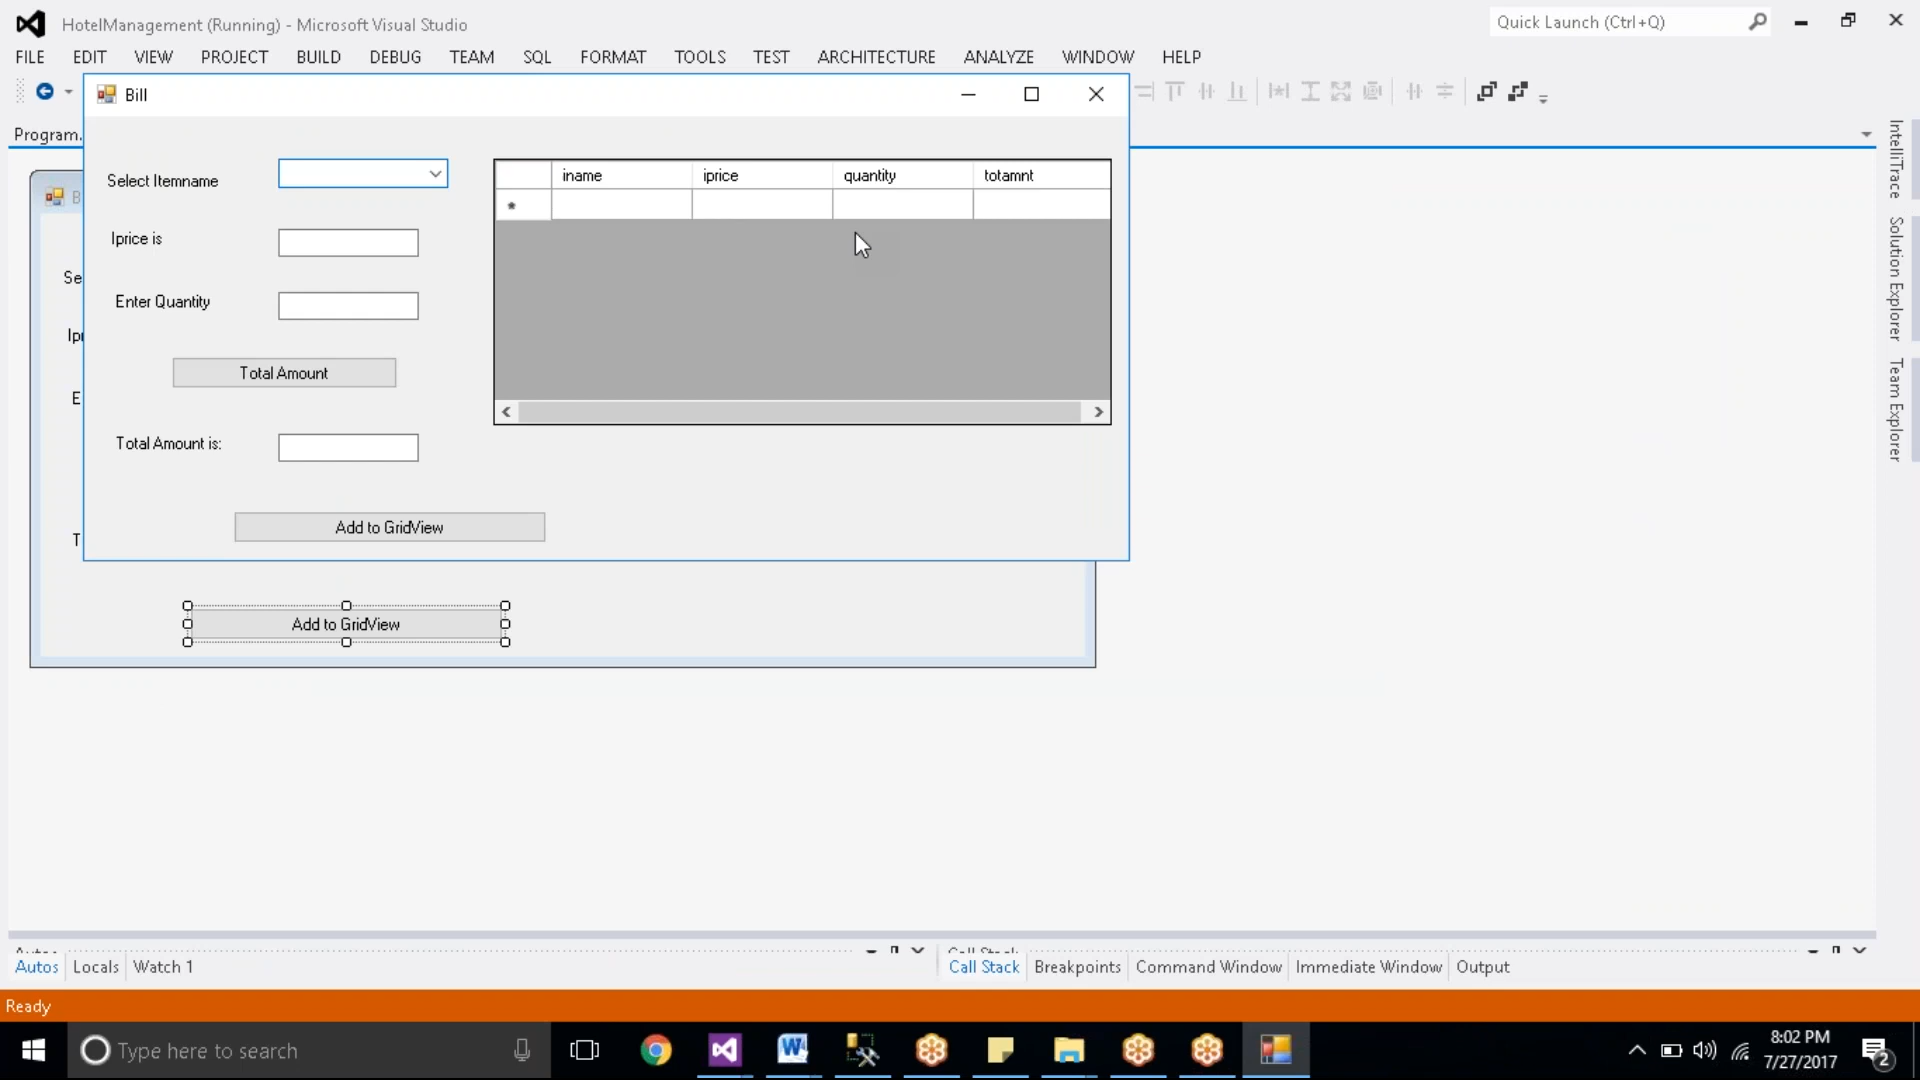 HotelManagement (Running) - Microsoft Visual Studio
Quick Launch (Ctrl+Q)
FILE EDIT VIEW PROJECT BUILD DEBUG TEAM SQL FORMAT TOOLS TEST ARCHITECTURE ANALYZE WINDOW HELP
Bill
Program.
Select Itemname
iname iprice quantity totamnt
*
B
Iprice is
Se
Enter Quantity
Ip
Total Amount
E
Total Amount is:
Add to GridView
T
Add to GridView
IntelliTrace
Solution Explorer
Team Explorer
Autos Locals Watch 1
Call Stack Breakpoints Command Window Immediate Window Output
Ready
Type here to search
8:02 PM
7/27/2017
2